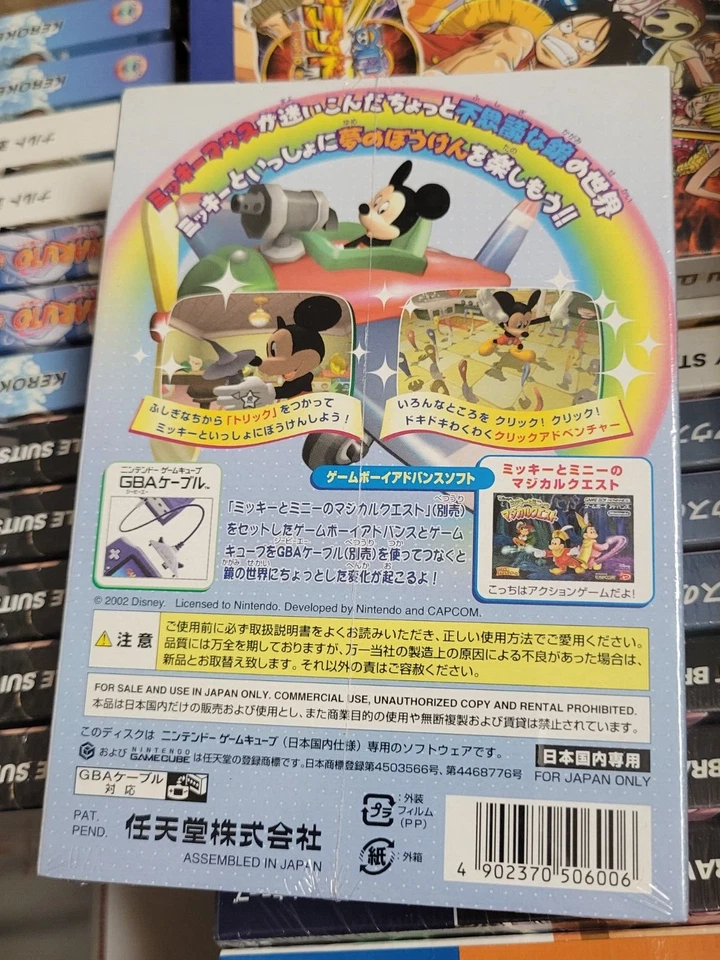 ミッキーマウスが迷いこんだちょっと不思議な鏡の世界
ミッキーといっしょに夢のぼうけんを楽しもう!!
ふしぎなちから「トリック」をつかって
ミッキーといっしょにぼうけんしよう!
いろんなところを クリック! クリック!
ドキドキわくわくクリックアドベンチャー
ニンテンドー ゲームキューブ
GBAケーブル™
ゲームボーイアドバンスソフト
「ミッキーとミニーのマジカルクエスト」(別売)
をセットしたゲームボーイアドバンスとゲーム
キューブをGBAケーブル(別売)を使ってつなぐと
鏡の世界にちょっとした変化が起こるよ!
ミッキーとミニーの
マジカルクエスト
マジカルクエスト
こっちはアクションゲームだよ!
© 2002 Disney. Licensed to Nintendo. Developed by Nintendo and CAPCOM.
注意
ご使用前に必ず取扱説明書をよくお読みいただき、正しい使用方法でご愛用ください。
品質には万全を期しておりますが、万一当社の製造上の原因による不良があった場合は、
新品とお取替え致します。それ以外の責はご容赦ください。
FOR SALE AND USE IN JAPAN ONLY. COMMERCIAL USE, UNAUTHORIZED COPY AND RENTAL PROHIBITED.
本品は日本国内だけの販売および使用とし、また商業目的の使用や無断複製および賃貸は禁止されています。
このディスクは ニンテンドー ゲームキューブ (日本国内仕様) 専用のソフトウェアです。
および NINTENDO GAMECUBE は任天堂の登録商標です。日本商標登録第4503566号、第4468776号
日本国内専用
FOR JAPAN ONLY
GBAケーブル
対応
PAT.
PEND.
任天堂株式会社
ASSEMBLED IN JAPAN
プラ
:外装
フィルム
(PP)
紙
:外箱
4 902370 506006
KEROKE
KEROKE
ナルト
ナルト
NARUTO
NARUTO
KEROK
LE SUITS